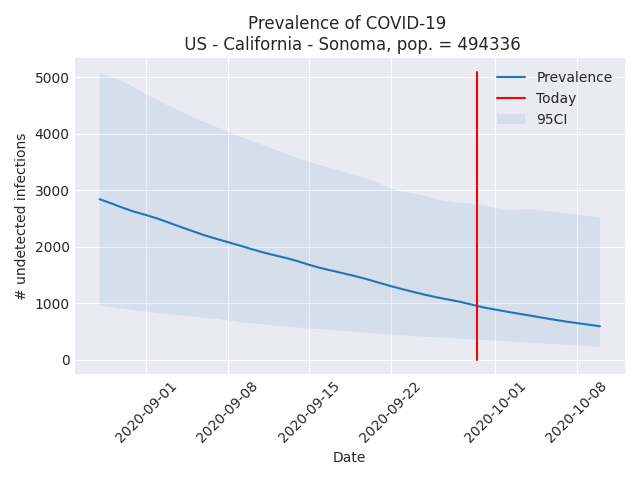 Prevalence of COVID-19
US - California - Sonoma, pop. = 494336
# undetected infections
5000
4000
3000
2000
1000
0
Prevalence
Today
95CI
2020-09-01
2020-09-08
2020-09-15
2020-09-22
2020-10-01
2020-10-08
Date